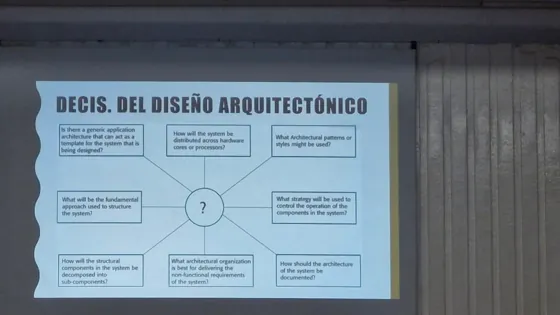 DECIS. DEL DISEÑO ARQUITECTÓNICO
Is there a generic application
architecture that can act as a
template for the system that is
being designed?
How will the system be
distributed across hardware
cores or processors?
What Architectural patterns or
styles might be used?
What will be the fundamental
approach used to structure
the system?
?
What strategy will be used to
control the operation of the
components in the system?
How will the structural
components in the system be
decomposed into
sub-components?
What architectural organization
is best for delivering the
non-functional requirements
of the system?
How should the architecture
of the system be
documented?